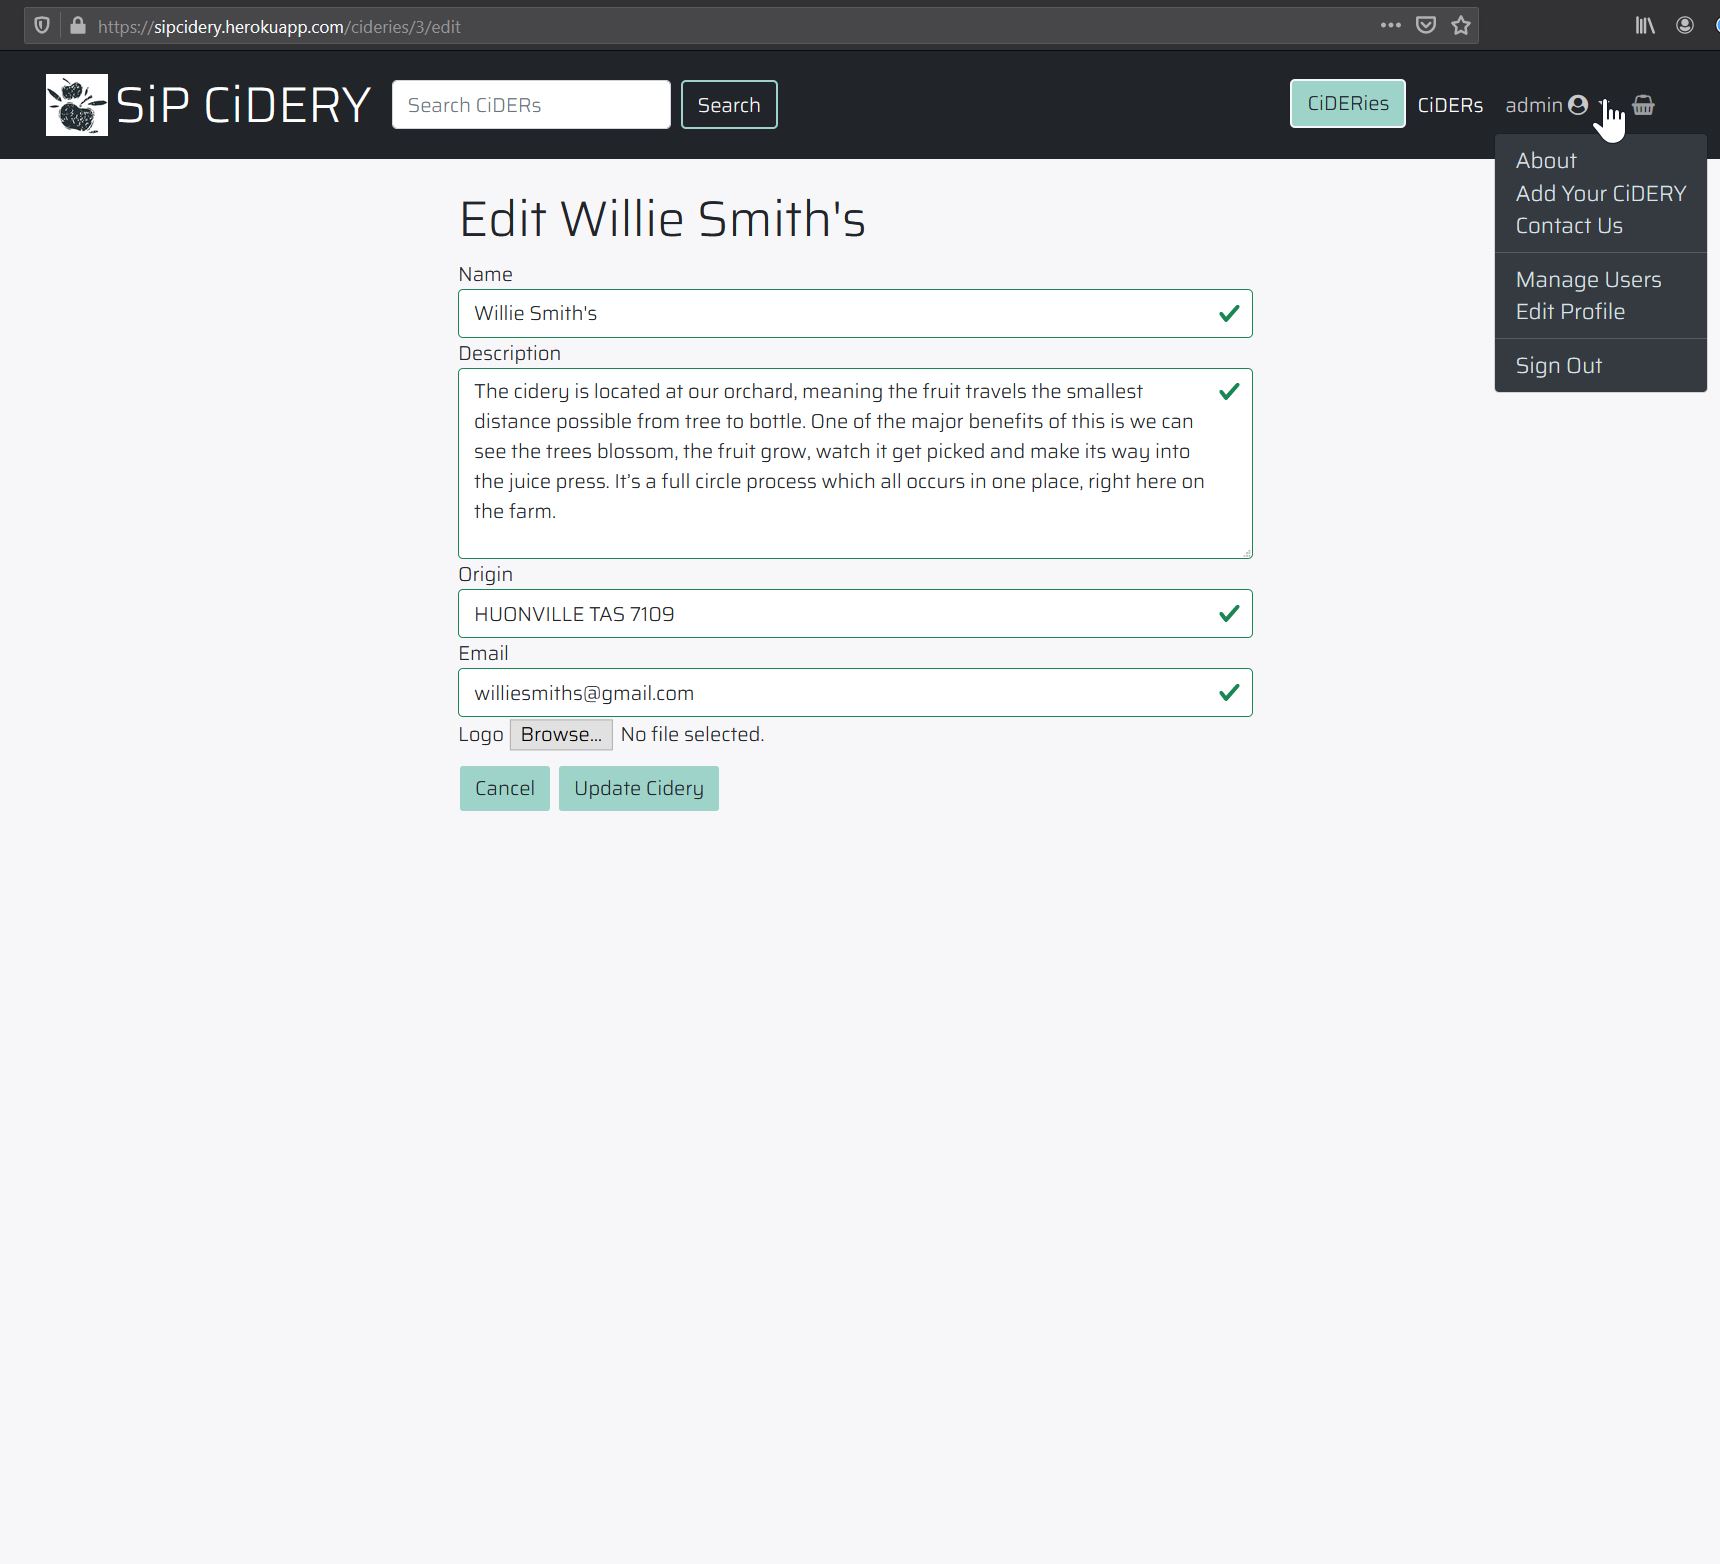 https://sipcidery.herokuapp.com/cideries/3/edit
SiP CiDERY
Search CiDERs
Search
CiDERies
CiDERs
admin
About
Add Your CiDERY
Contact Us
Manage Users
Edit Profile
Sign Out
Edit Willie Smith's
Name
Willie Smith's
Description
The cidery is located at our orchard, meaning the fruit travels the smallest
distance possible from tree to bottle. One of the major benefits of this is we can
see the trees blossom, the fruit grow, watch it get picked and make its way into
the juice press. It’s a full circle process which all occurs in one place, right here on
the farm.
Origin
HUONVILLE TAS 7109
Email
williesmiths@gmail.com
Logo Browse... No file selected.
Cancel
Update Cidery